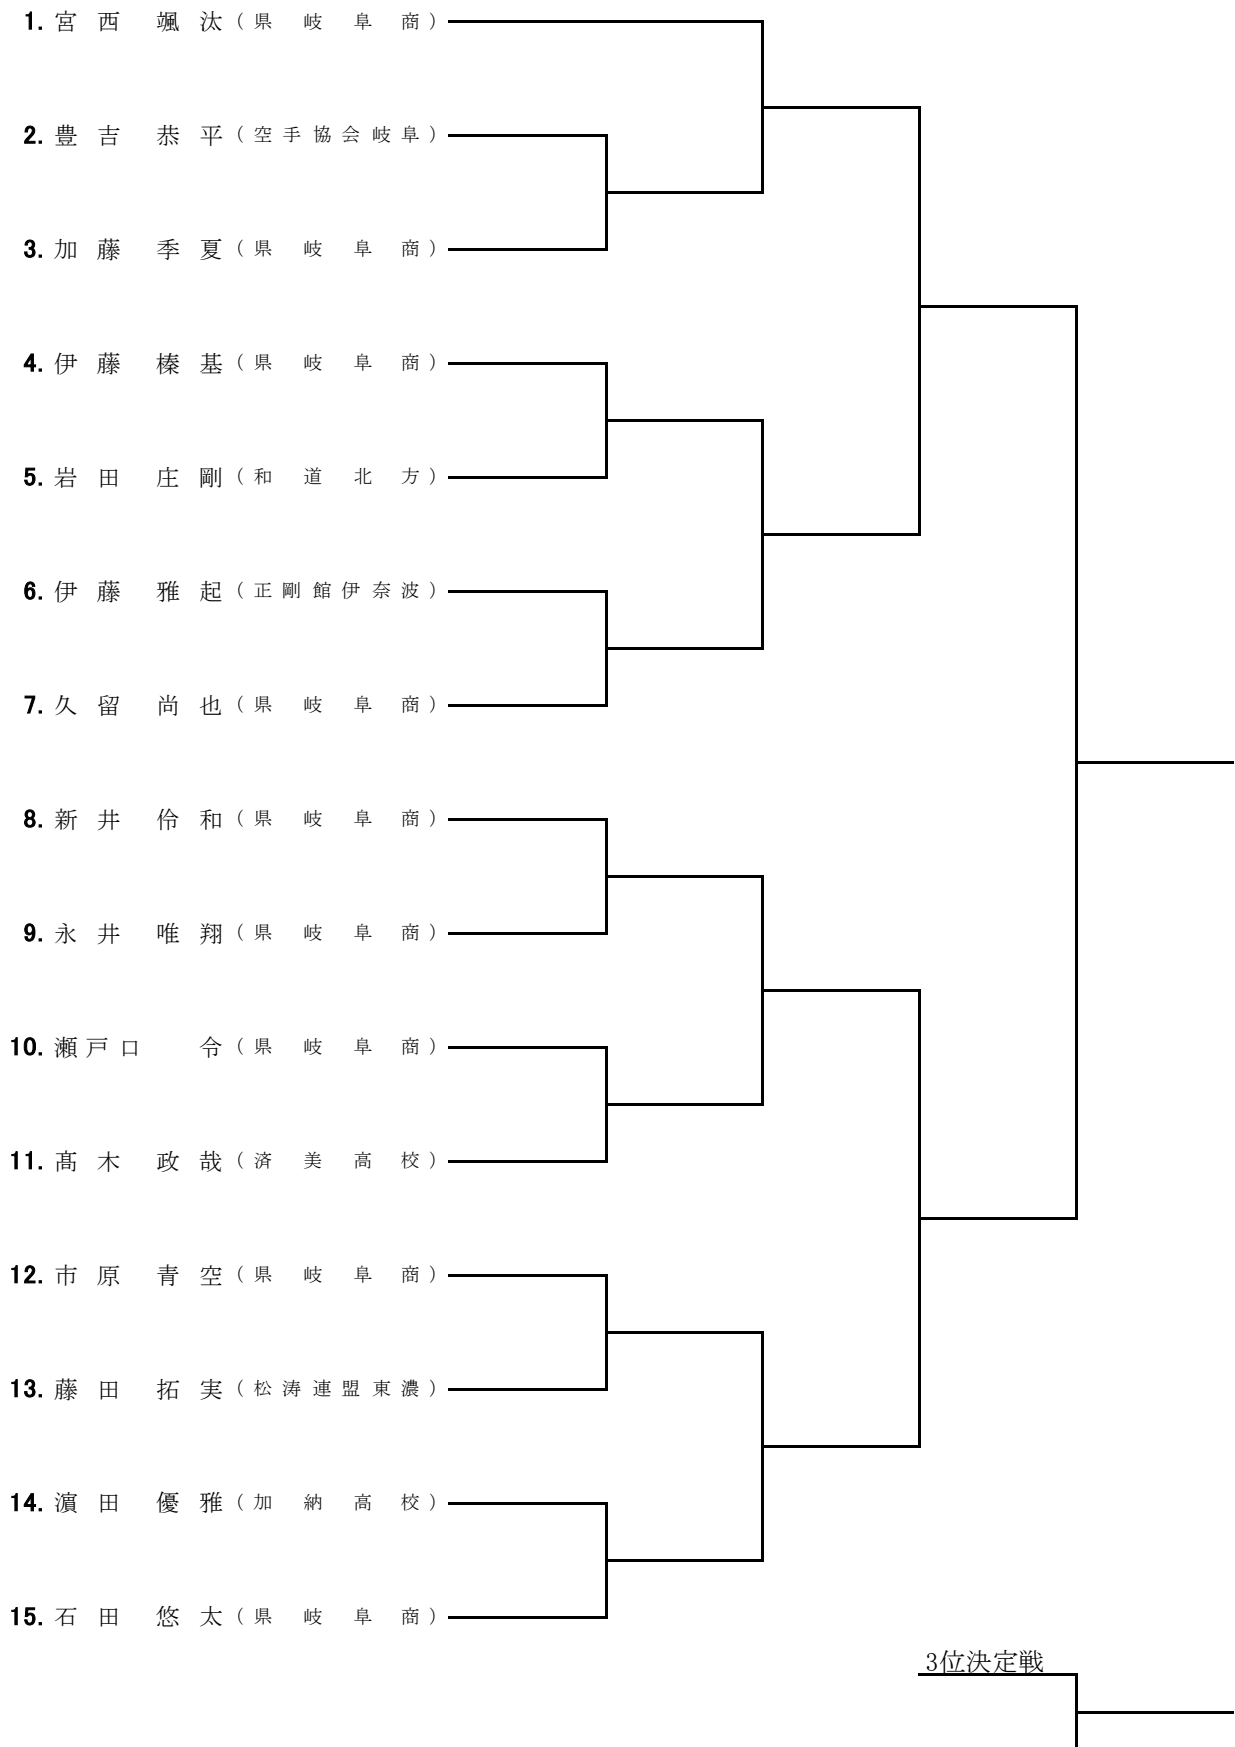 1. 宮西 颯汰 (県岐阜商)
2. 豊吉 恭平 (空手協会岐阜)
3. 加藤 季夏 (県岐阜商)
4. 伊藤 榛基 (県岐阜商)
5. 岩田 庄剛 (和道北方)
6. 伊藤 雅起 (正剛館伊奈波)
7. 久留 尚也 (県岐阜商)
8. 新井 伶和 (県岐阜商)
9. 永井 唯翔 (県岐阜商)
10. 瀬戸口 令 (県岐阜商)
11. 髙木 政哉 (済美高校)
12. 市原 青空 (県岐阜商)
13. 藤田 拓実 (松涛連盟東濃)
14. 濵田 優雅 (加納高校)
15. 石田 悠太 (県岐阜商)
3位決定戦